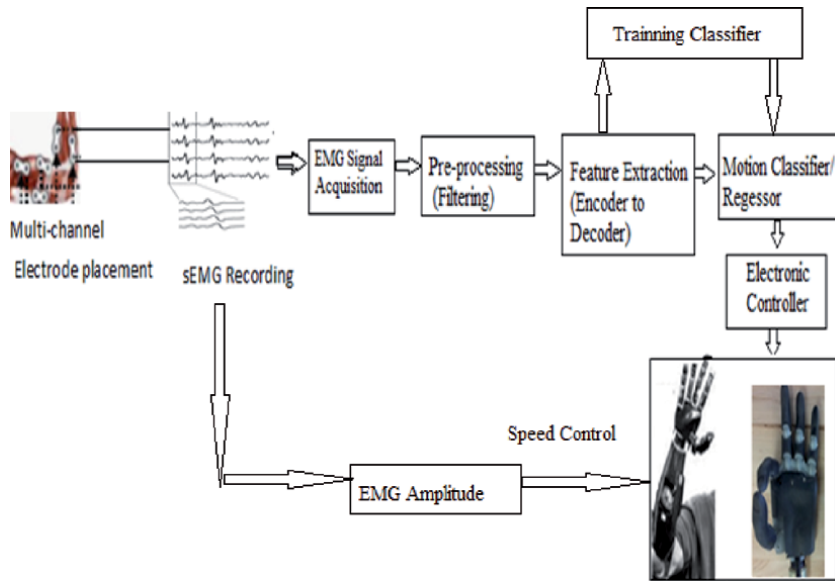 Trainning Classifier
EMG Signal
Acquisition
Pre-processing
(Filtering)
Feature Extraction
(Encoder to
Decoder)
Motion Classifier/
Regessor
Multi-channel
Electrode placement
sEMG Recording
Electronic
Controller
Speed Control
EMG Amplitude